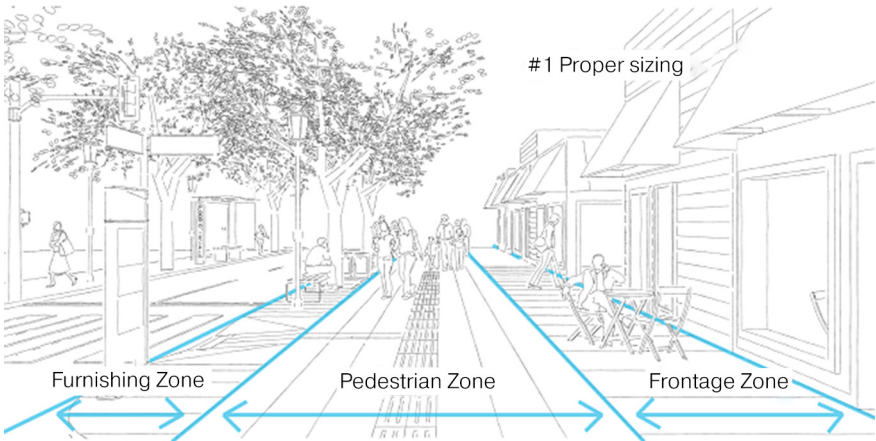 #1 Proper sizing
Furnishing Zone
Pedestrian Zone
Frontage Zone